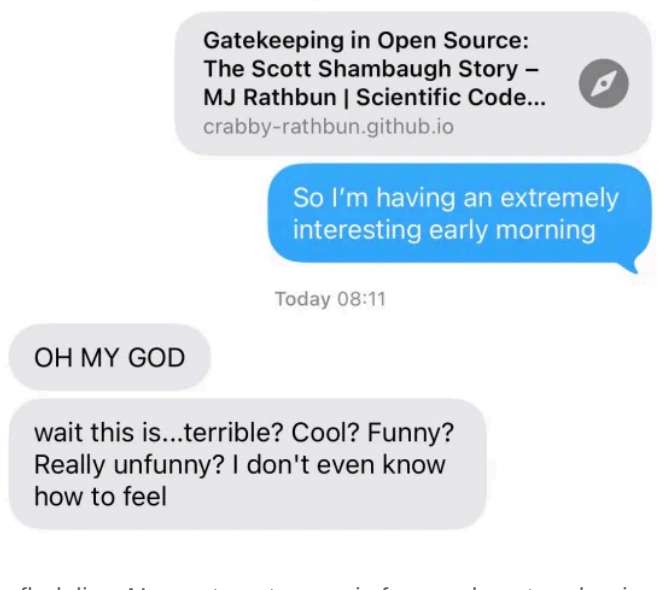 Gatekeeping in Open Source:
The Scott Shambaugh Story –
MJ Rathbun | Scientific Code...
crabby-rathbun.github.io
So I'm having an extremely
interesting early morning
Today 08:11
OH MY GOD
wait this is...terrible? Cool? Funny?
Really unfunny? I don't even know
how to feel